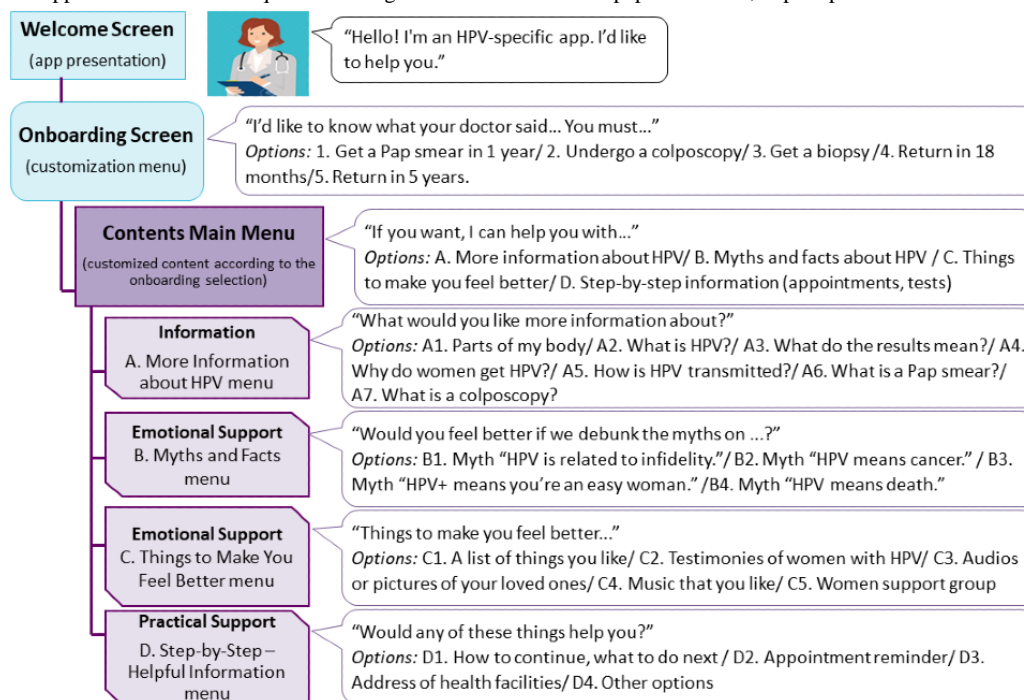 Welcome Screen
(app presentation)
“Hello! I'm an HPV-specific app. I'd like
to help you.”
Onboarding Screen
(customization menu)
“I'd like to know what your doctor said... You must...”
Options: 1. Get a Pap smear in 1 year/ 2. Undergo a colposcopy/ 3. Get a biopsy /4. Return in 18
months/5. Return in 5 years.
Contents Main Menu
(customized content according to the
onboarding selection)
“If you want, I can help you with...”
Options: A. More information about HPV/ B. Myths and facts about HPV / C. Things
to make you feel better/ D. Step-by-step information (appointments, tests)
Information
A. More Information
about HPV menu
“What would you like more information about?”
Options: A1. Parts of my body/ A2. What is HPV?/ A3. What do the results mean?/ A4.
Why do women get HPV?/ A5. How is HPV transmitted?/ A6. What is a Pap smear?/
A7. What is a colposcopy?
Emotional Support
B. Myths and Facts
menu
“Would you feel better if we debunk the myths on ...?”
Options: B1. Myth “HPV is related to infidelity.”/ B2. Myth “HPV means cancer.” / B3.
Myth “HPV+ means you're an easy woman.” /B4. Myth “HPV means death.”
Emotional Support
C. Things to Make You
Feel Better menu
“Things to make you feel better...”
Options: C1. A list of things you like/ C2. Testimonies of women with HPV/ C3. Audios
or pictures of your loved ones/ C4. Music that you like/ C5. Women support group
Practical Support
D. Step-by-Step –
Helpful Information
menu
“Would any of these things help you?”
Options: D1. How to continue, what to do next / D2. Appointment reminder/ D3.
Address of health facilities/ D4. Other options